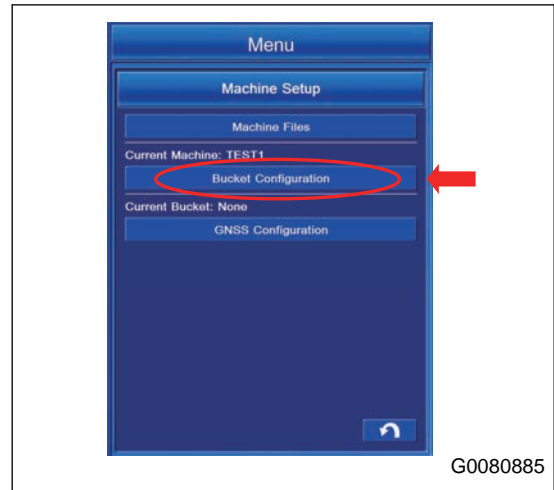 Menu
Machine Setup
Machine Files
Current Machine: TEST1
Bucket Configuration
Current Bucket: None
GNSS Configuration
G0080885